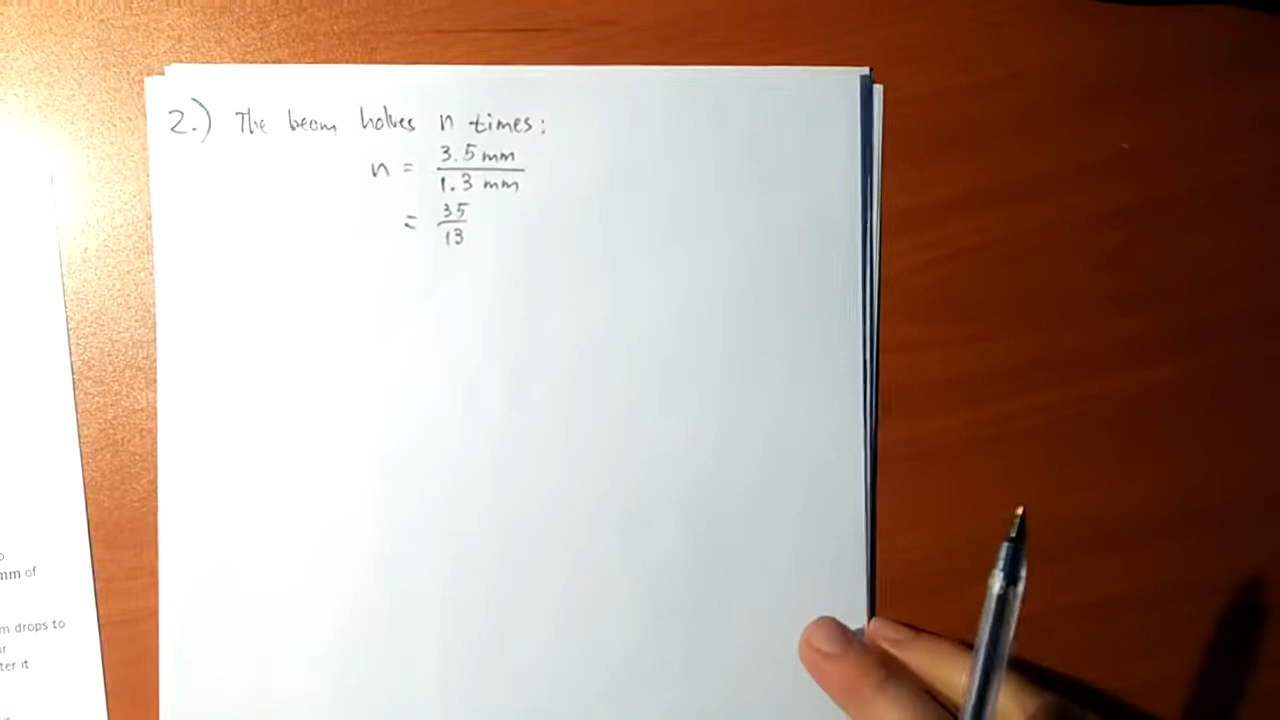 2.) The beam halves n times:
n = 3.5 mm / 1.3 mm
= 35 / 13
mm of
m drops to
ter it